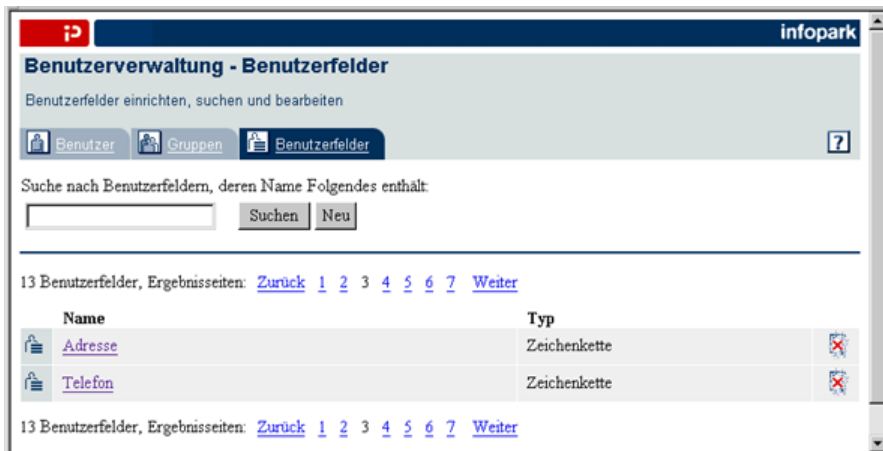 infopark
Benutzerverwaltung - Benutzerfelder
Benutzerfelder einrichten, suchen und bearbeiten
Benutzer Gruppen Benutzerfelder ?
Suche nach Benutzerfeldern, deren Name Folgendes enthält:
Suchen Neu
13 Benutzerfelder, Ergebnisseiten: Zurück 1 2 3 4 5 6 7 Weiter
Name Typ
Adresse Zeichenkette
Telefon Zeichenkette
13 Benutzerfelder, Ergebnisseiten: Zurück 1 2 3 4 5 6 7 Weiter